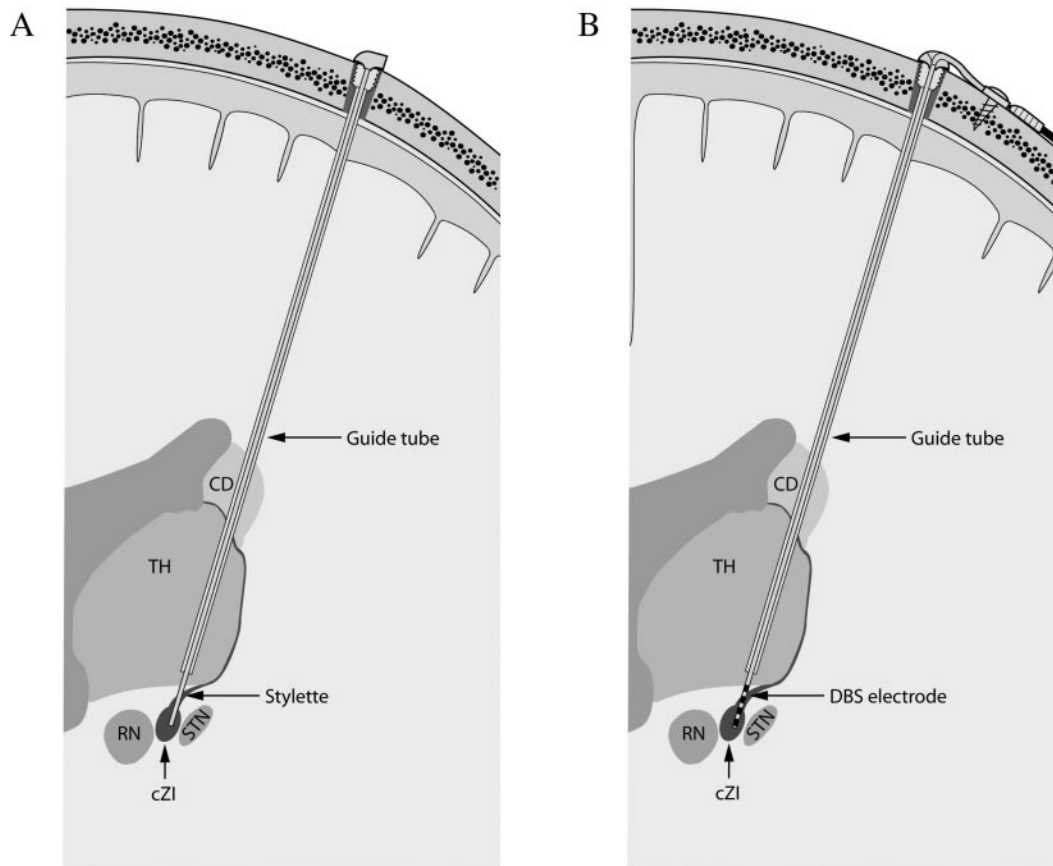 A
Guide tube
CD
TH
Stylette
RN
STN
cZI
B
Guide tube
CD
TH
DBS electrode
RN
STN
cZI